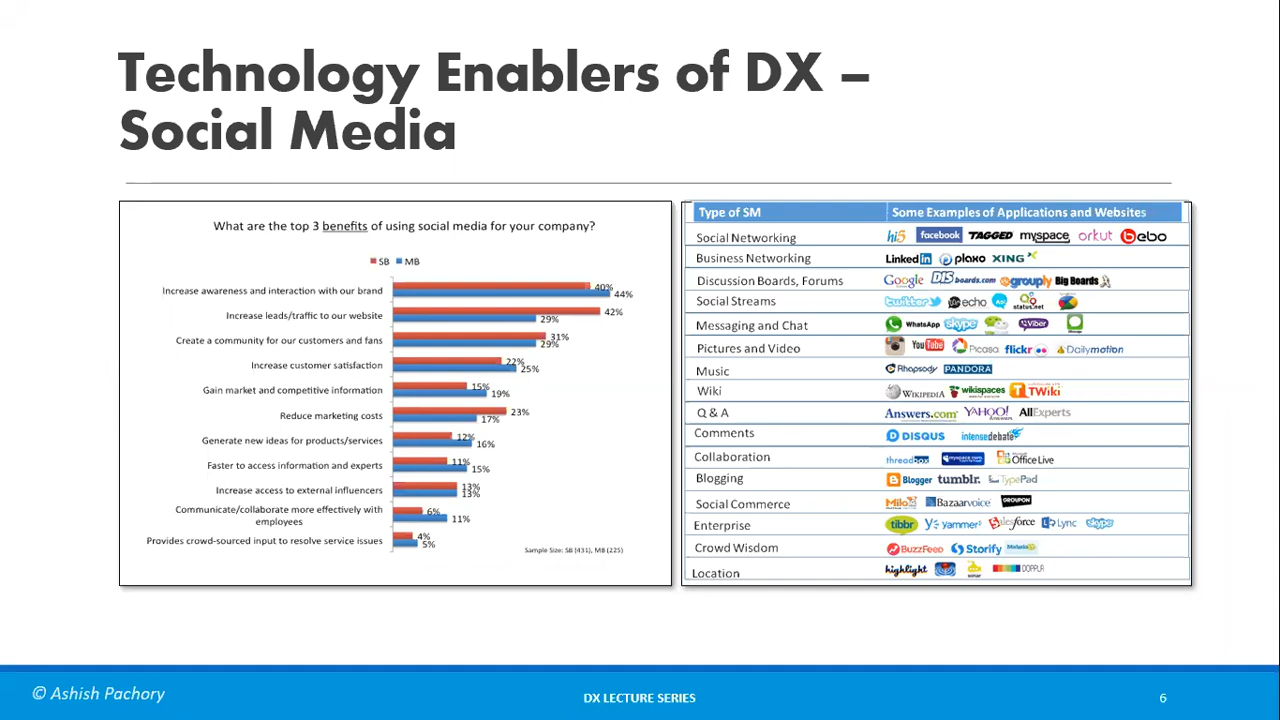 Technology Enablers of DX –
Social Media
What are the top 3 benefits of using social media for your company?
SB MB
Increase awareness and interaction with our brand 40% 44%
Increase leads/traffic to our website 42% 29%
Create a community for our customers and fans 31% 29%
Increase customer satisfaction 22% 25%
Gain market and competitive information 15% 19%
Reduce marketing costs 23% 17%
Generate new ideas for products/services 12% 16%
Faster to access information and experts 11% 15%
Increase access to external influencers 13% 13%
Communicate/collaborate more effectively with
employees 6% 11%
Provides crowd-sourced input to resolve service issues 4% 5%
Sample Size: SB (431), MB (225)
Type of SM Some Examples of Applications and Websites
Social Networking hi5 facebook TAGGED myspace orkut bebo
Business Networking LinkedIn plaxo XING
Discussion Boards, Forums Google DISboards.com grouply Big Boards
Social Streams twitter echo status.net
Messaging and Chat WhatsApp skype Viber
Pictures and Video YouTube Picasa flickr Dailymotion
Music Rhapsody PANDORA
Wiki WIKIPEDIA wikispaces TWiki
Q & A Answers.com YAHOO! ANSWERS AllExperts
Comments DISQUS intensedebate
Collaboration threadbox Office Live
Blogging Blogger tumblr. TypePad
Social Commerce Milo Bazaarvoice GROUPON
Enterprise tibbr yammer salesforce Lync skype
Crowd Wisdom BuzzFeed Storify
Location highlight DOPPLR
© Ashish Pachory
DX LECTURE SERIES
6